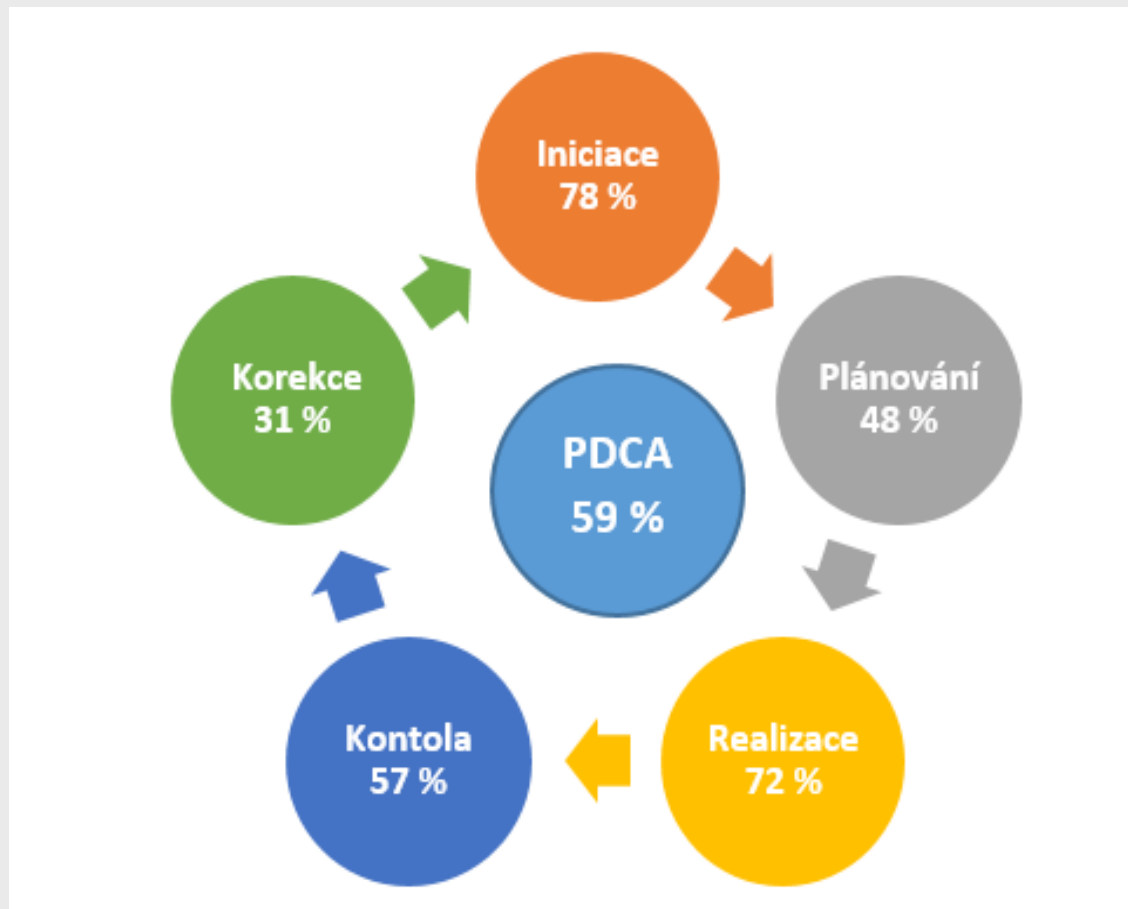 Iniciace
78 %
Plánování
48 %
Realizace
72 %
Kontola
57 %
Korekce
31 %
PDCA
59 %